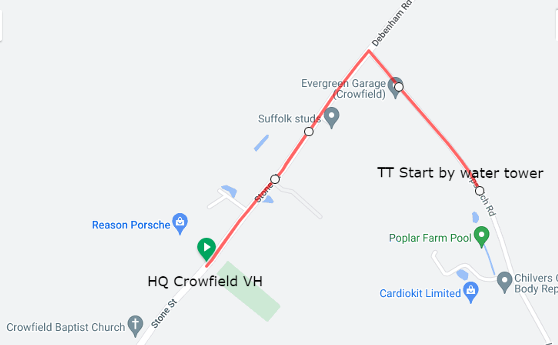 Debenham Rd
Evergreen Garage
(Crowfield)
Suffolk studs
TT Start by water tower
Stone
Rd
Reason Porsche
Poplar Farm Pool
HQ Crowfield VH
Cardiokit Limited
Chilvers
Body Rep
Stone St
Crowfield Baptist Church